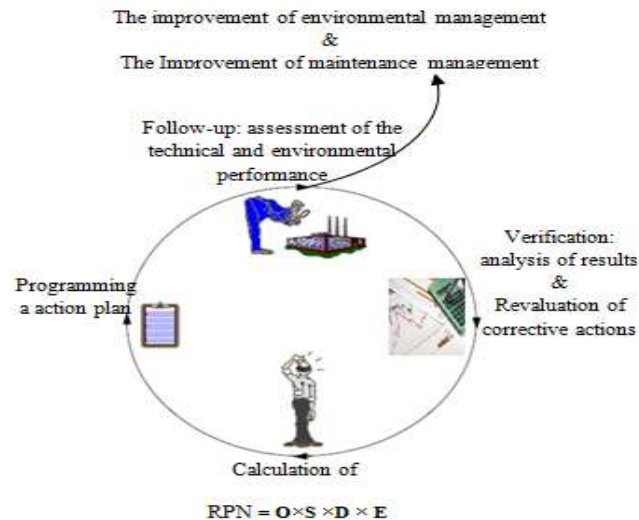 The improvement of environmental management
&
The Improvement of maintenance management
Follow-up: assessment of the
technical and environmental
performance
Verification:
analysis of results
&
Revaluation of
corrective actions
Programming
a action plan
Calculation of
RPN = O×S ×D × E